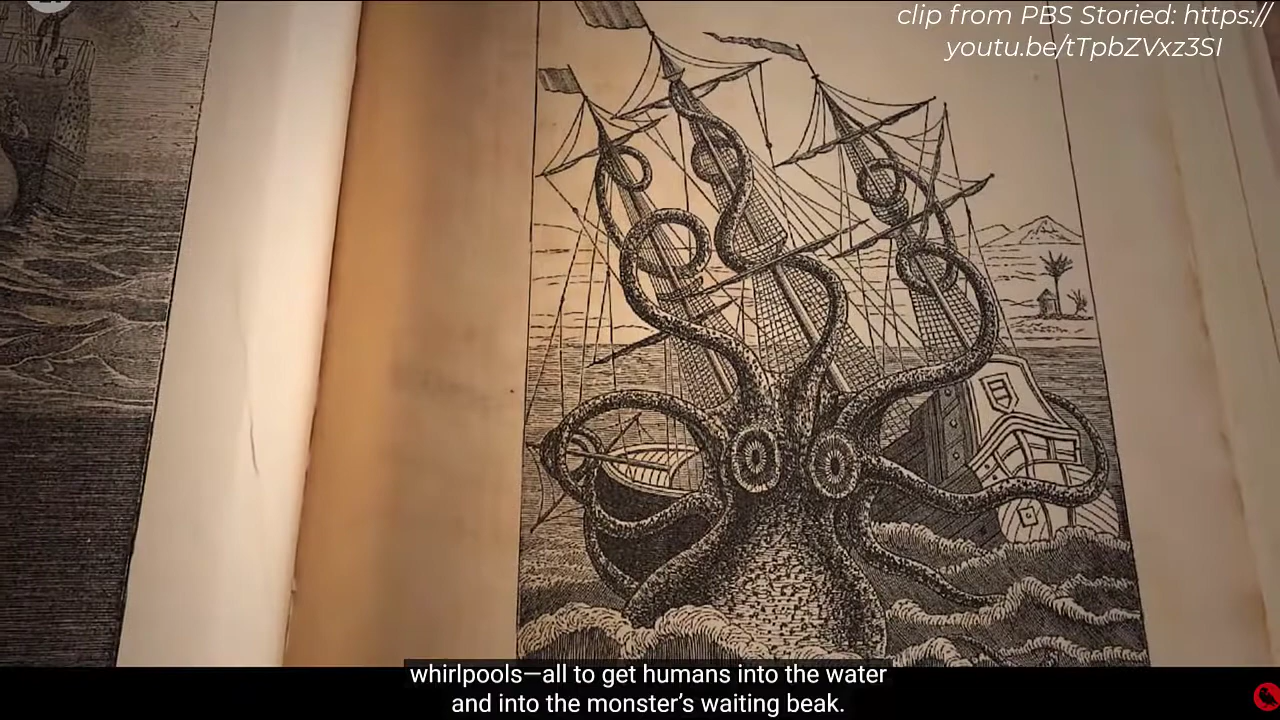 clip from PBS Storied: https://
youtu.be/tTpbZVxz3SI
whirlpools—all to get humans into the water
and into the monster’s waiting beak.